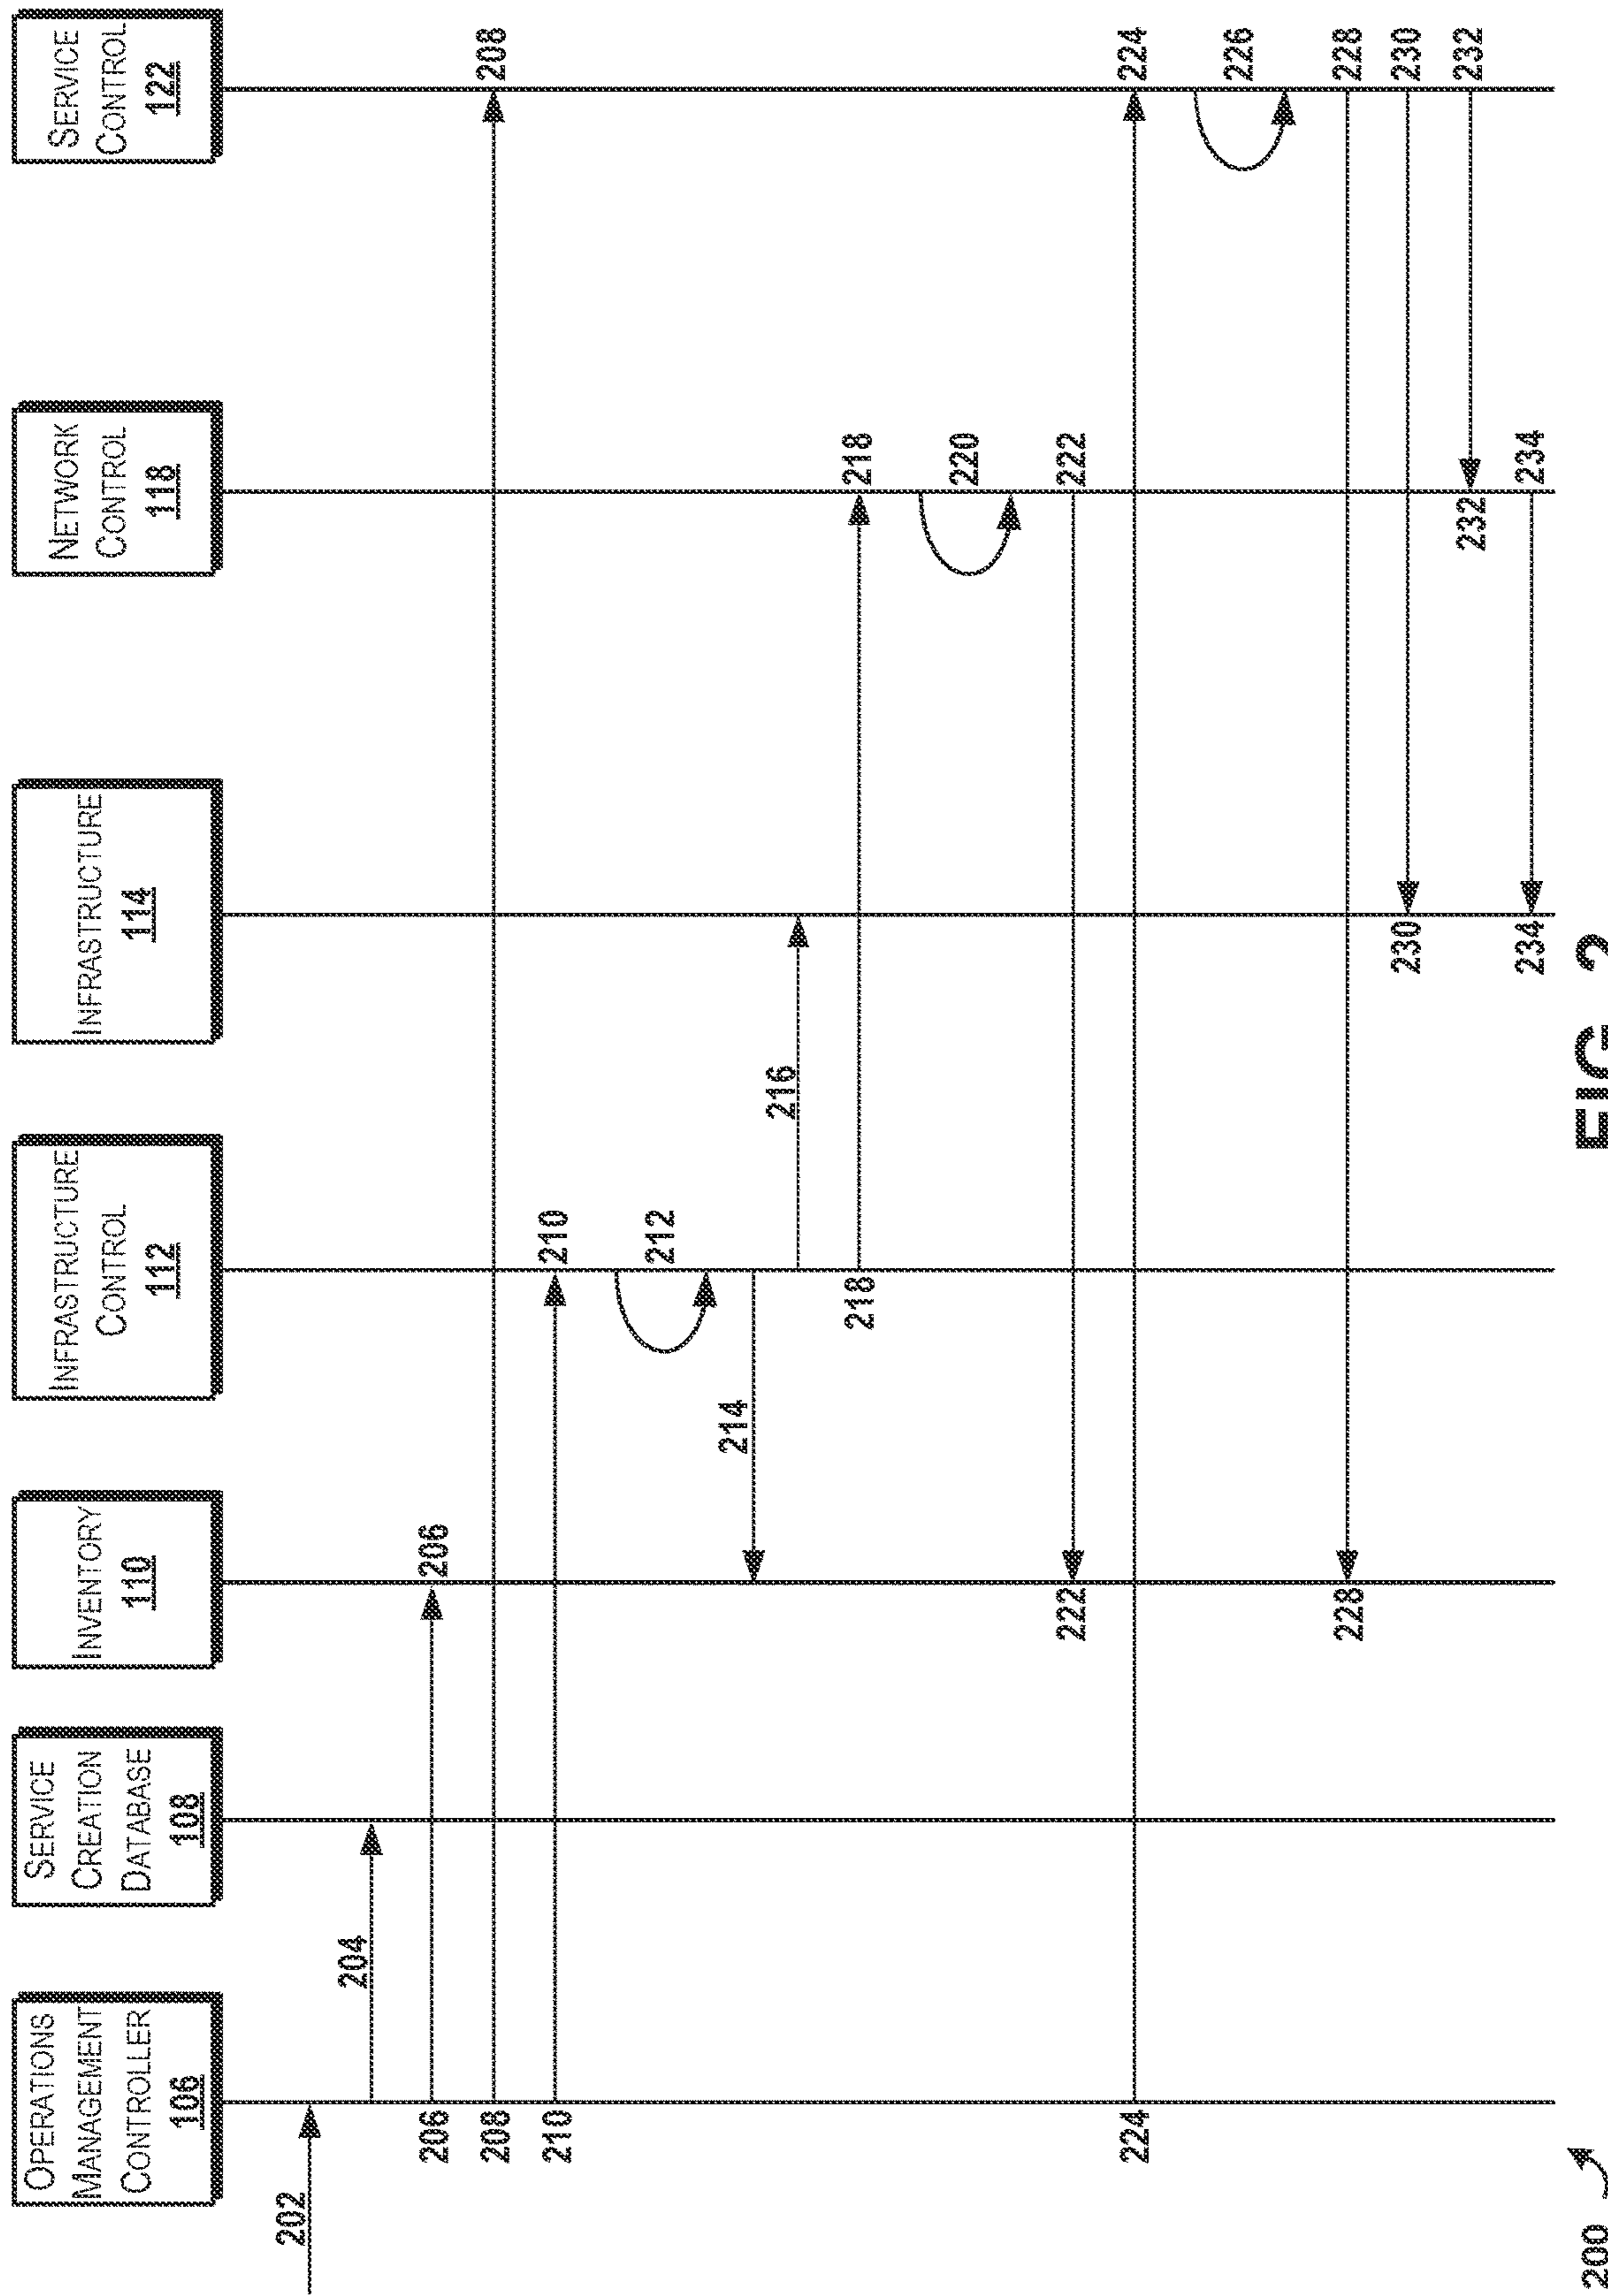 OPERATIONS
MANAGEMENT
CONTROLLER
106
SERVICE
CREATION
DATABASE
108
INVENTORY
110
INFRASTRUCTURE
CONTROL
112
INFRASTRUCTURE
114
NETWORK
CONTROL
118
SERVICE
CONTROL
122
202
204
206
206
208
208
210
210
212
214
216
218
218
220
222
222
224
224
226
228
228
230
230
232
232
234
234
200
FIG. 2